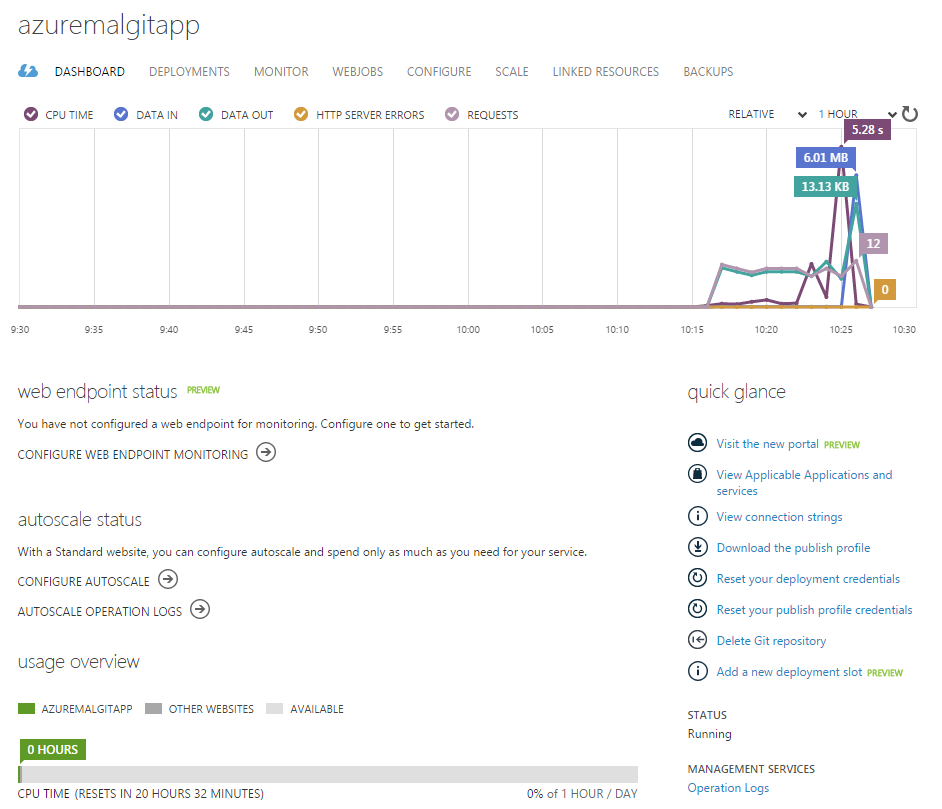 azuremalgitapp
DASHBOARD DEPLOYMENTS MONITOR WEBJOBS CONFIGURE SCALE LINKED RESOURCES BACKUPS
CPU TIME DATA IN DATA OUT HTTP SERVER ERRORS REQUESTS RELATIVE 1 HOUR
5.28 s
6.01 MB
13.13 KB
12
0
9:30 9:35 9:40 9:45 9:50 9:55 10:00 10:05 10:10 10:15 10:20 10:25 10:30
web endpoint status PREVIEW
You have not configured a web endpoint for monitoring. Configure one to get started.
CONFIGURE WEB ENDPOINT MONITORING
autoscale status
With a Standard website, you can configure autoscale and spend only as much as you need for your service.
CONFIGURE AUTOSCALE
AUTOSCALE OPERATION LOGS
usage overview
AZUREMALGITAPP OTHER WEBSITES AVAILABLE
0 HOURS
CPU TIME (RESETS IN 20 HOURS 32 MINUTES) 0% of 1 HOUR / DAY
quick glance
Visit the new portal PREVIEW
View Applicable Applications and
services
View connection strings
Download the publish profile
Reset your deployment credentials
Reset your publish profile credentials
Delete Git repository
Add a new deployment slot PREVIEW
STATUS
Running
MANAGEMENT SERVICES
Operation Logs